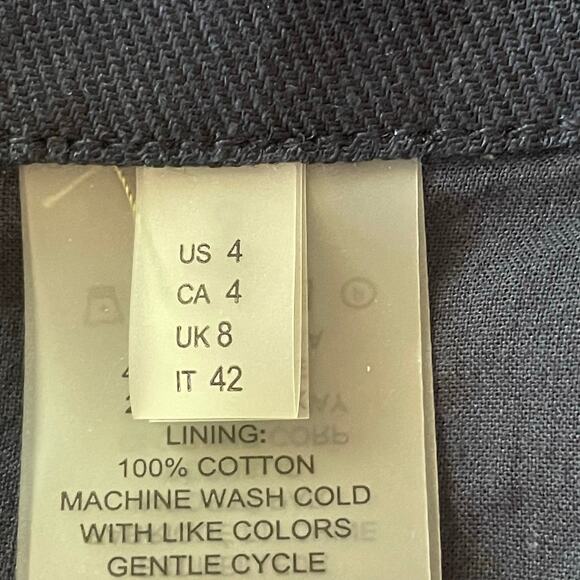 US 4
CA 4
UK 8
IT 42
LINING:
100% COTTON
MACHINE WASH COLD
WITH LIKE COLORS
GENTLE CYCLE